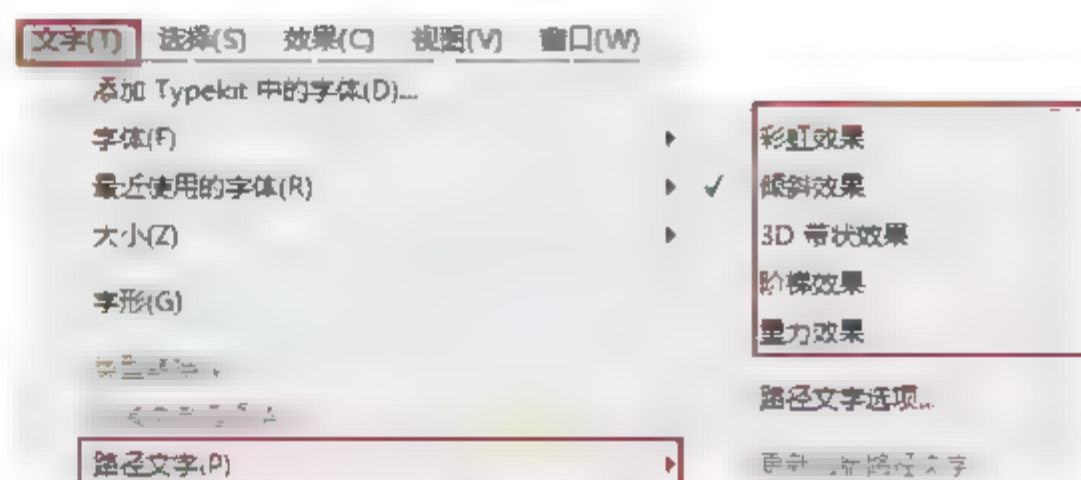 文字(T) 选择(S) 效果(C) 视图(V) 窗口(W)
添加 Typekit 中的字体(D)...
字体(F)
最近使用的字体(R)
大小(Z)
字形(G)
路径文字(P)
彩虹效果
倾斜效果
3D 带状效果
阶梯效果
重力效果
路径文字选项...